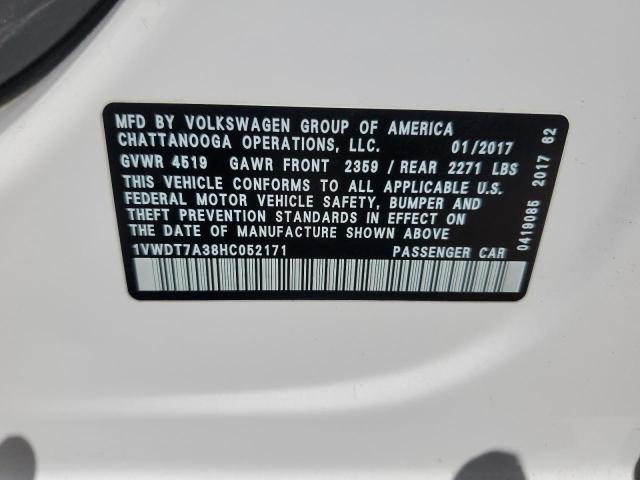 MFD BY VOLKSWAGEN GROUP OF AMERICA
CHATTANOOGA OPERATIONS, LLC. 01/2017
GVWR 4519 GAWR FRONT 2359 / REAR 2271 LBS
THIS VEHICLE CONFORMS TO ALL APPLICABLE U.S.
FEDERAL MOTOR VEHICLE SAFETY, BUMPER AND
THEFT PREVENTION STANDARDS IN EFFECT ON
THE DATE OF MANUFACTURE SHOWN ABOVE
1VWDT7A38HC052171 PASSENGER CAR
0419085 2017 62